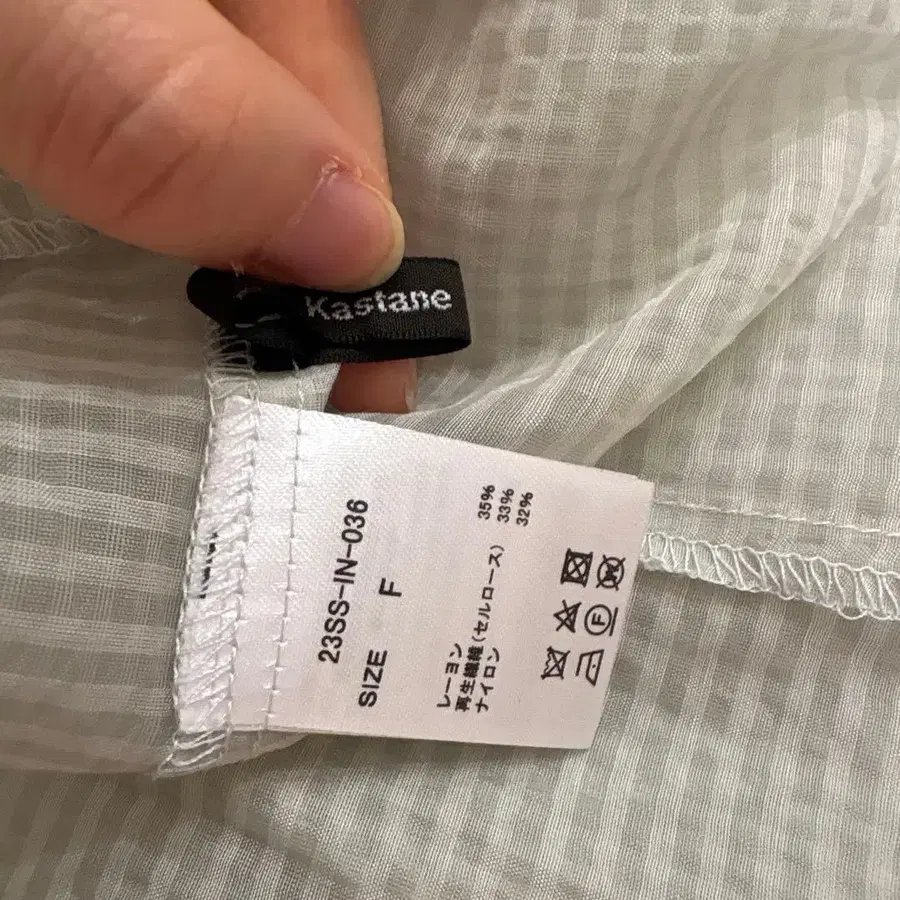 Kastane
23SS-IN-036
SIZE F
レーヨン 35%
再生繊維(セルロース) 33%
ナイロン 32%
F